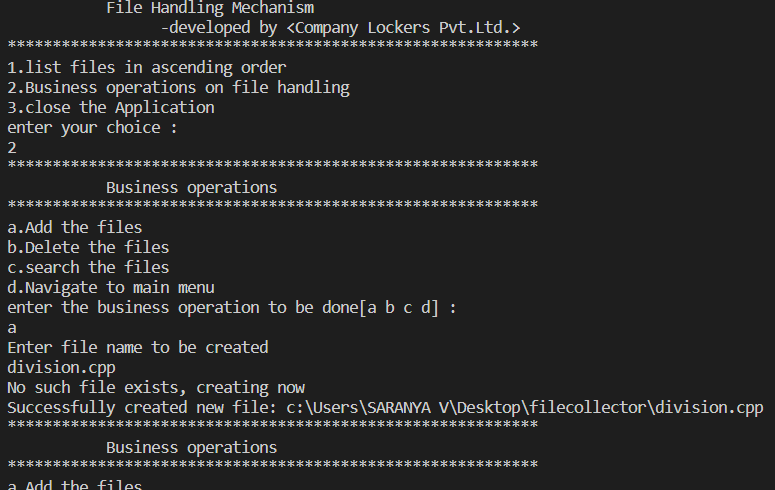 File Handling Mechanism
-developed by <Company Lockers Pvt.Ltd.>
***********************************************************
1.list files in ascending order
2.Business operations on file handling
3.close the Application
enter your choice :
2
***********************************************************
Business operations
***********************************************************
a.Add the files
b.Delete the files
c.search the files
d.Navigate to main menu
enter the business operation to be done[a b c d] :
a
Enter file name to be created
division.cpp
No such file exists, creating now
Successfully created new file: c:\Users\SARANYA V\Desktop\filecollector\division.cpp
***********************************************************
Business operations
***********************************************************
a.Add the files